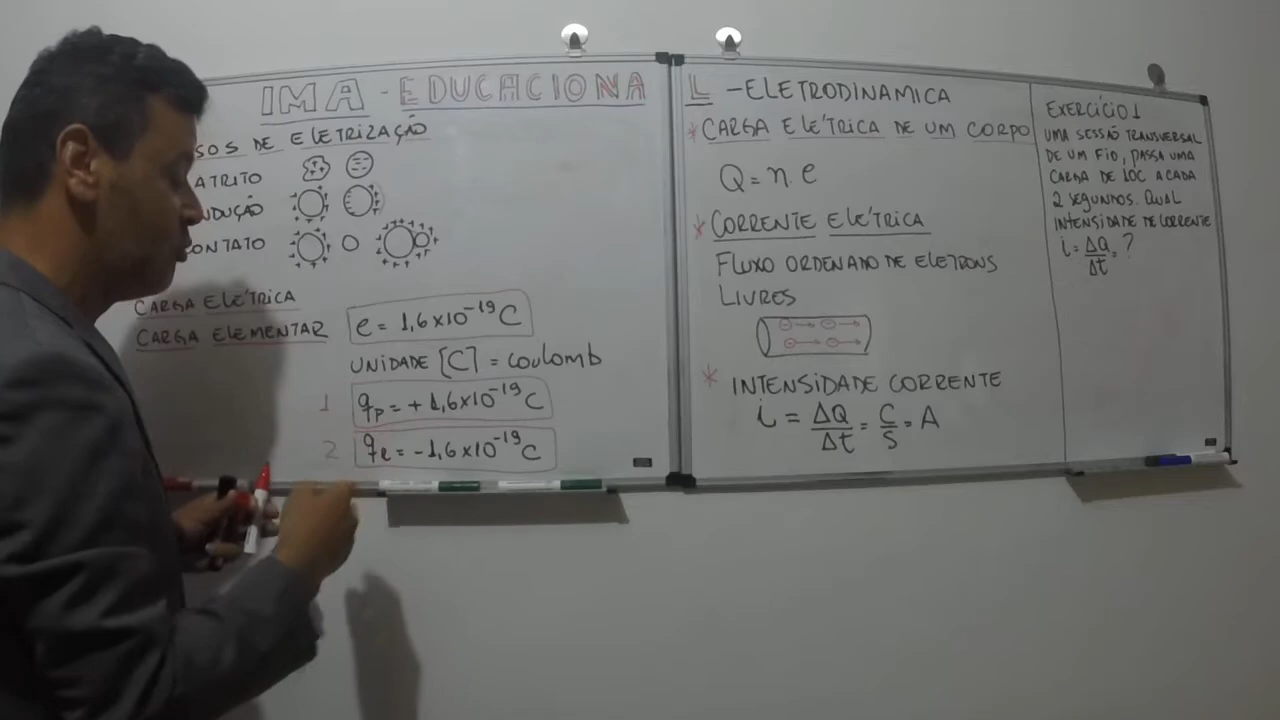 IMA - EDUCACIONA
SOS DE ELETRIZAÇÃO
ATRITO
NDUÇÃO
ONTATO
CARGA ELÉTRICA
CARGA ELEMENTAR
e = 1,6x10⁻¹⁹ C
UNIDADE [C] = coulomb
1 qp = + 1,6x10⁻¹⁹ C
2 qe = - 1,6x10⁻¹⁹ C
L - ELETRODINAMICA
* CARGA ELÉTRICA DE UM CORPO
Q = n. e
* CORRENTE ELÉTRICA
FLUXO ORDENADO DE ELETRONS
LIVRES
* INTENSIDADE CORRENTE
i = ΔQ/Δt = C/S = A
EXERCÍCIO 1
UMA SESSÃO TRANSVERSAL
DE UM FIO, PASSA UMA
CARGA DE 10C A CADA
2 SEGUNDOS. QUAL
INTENSIDADE DE CORRENTE
i = ΔQ/Δt = ?